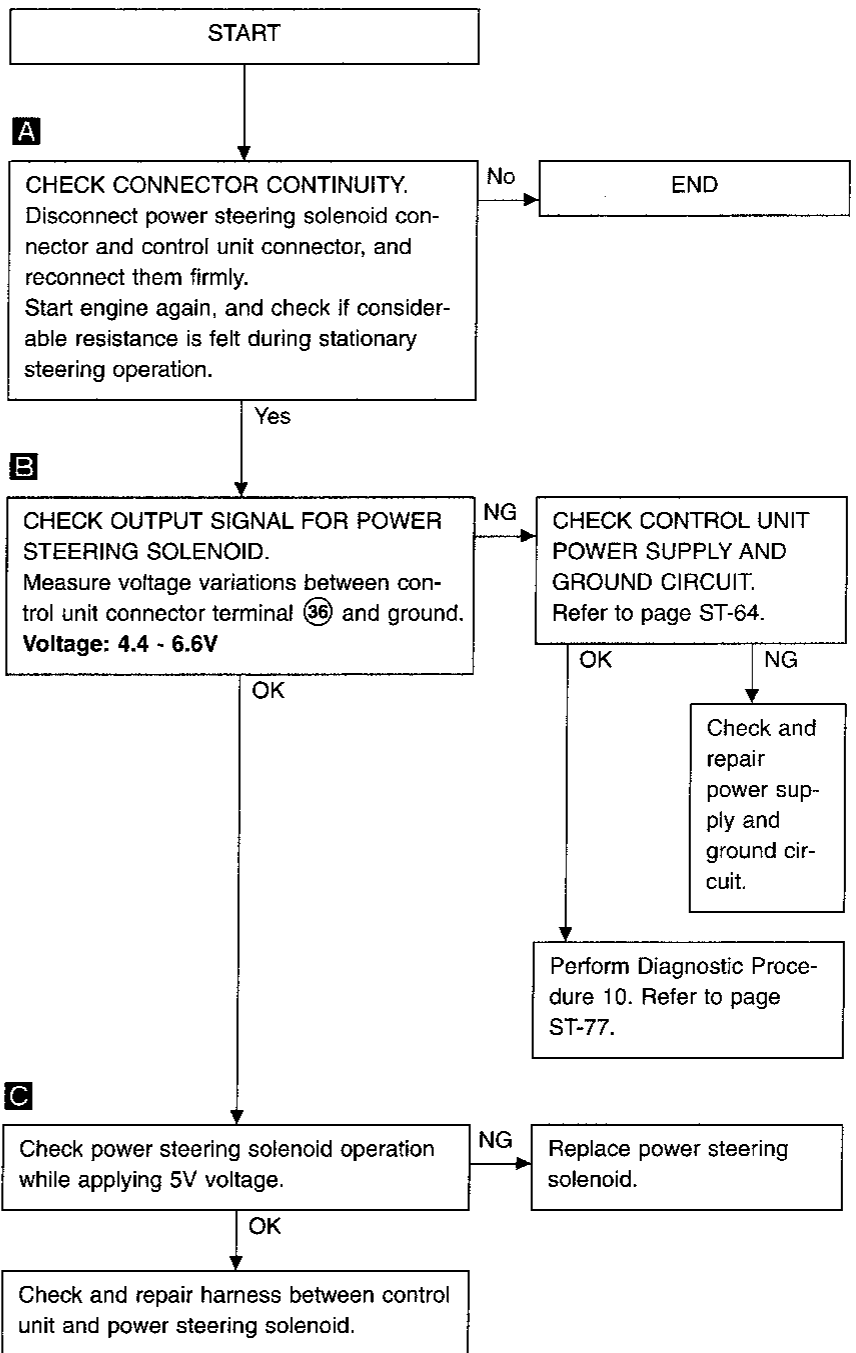 START
A
CHECK CONNECTOR CONTINUITY.
Disconnect power steering solenoid con-
nector and control unit connector, and
reconnect them firmly.
Start engine again, and check if consider-
able resistance is felt during stationary
steering operation.
No
END
Yes
B
CHECK OUTPUT SIGNAL FOR POWER
STEERING SOLENOID.
Measure voltage variations between con-
trol unit connector terminal 36 and ground.
Voltage: 4.4 - 6.6V
NG
CHECK CONTROL UNIT
POWER SUPPLY AND
GROUND CIRCUIT.
Refer to page ST-64.
OK
NG
Check and
repair
power sup-
ply and
ground cir-
cuit.
Perform Diagnostic Proce-
dure 10. Refer to page
ST-77.
OK
C
Check power steering solenoid operation
while applying 5V voltage.
NG
Replace power steering
solenoid.
OK
Check and repair harness between control
unit and power steering solenoid.